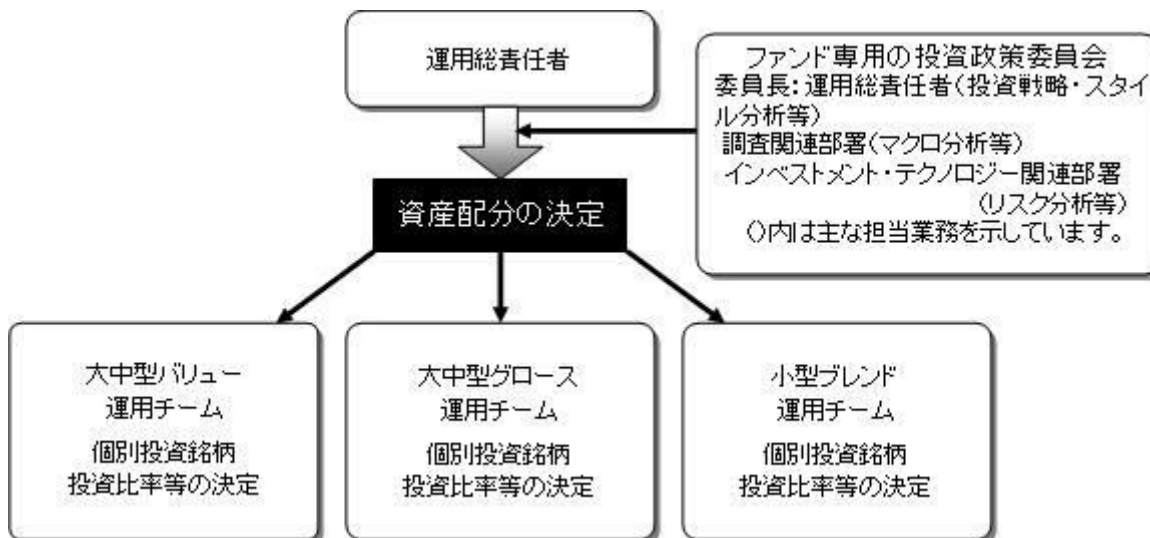 運用総責任者
ファンド専用の投資政策委員会
委員長:運用総責任者(投資戦略・スタイ
ル分析等)
調査関連部署(マクロ分析等)
インベストメント・テクノロジー関連部署
(リスク分析等)
()内は主な担当業務を示しています。
資産配分の決定
大中型バリュー
運用チーム
個別投資銘柄
投資比率等の決定
大中型グロース
運用チーム
個別投資銘柄
投資比率等の決定
小型ブレンド
運用チーム
個別投資銘柄
投資比率等の決定